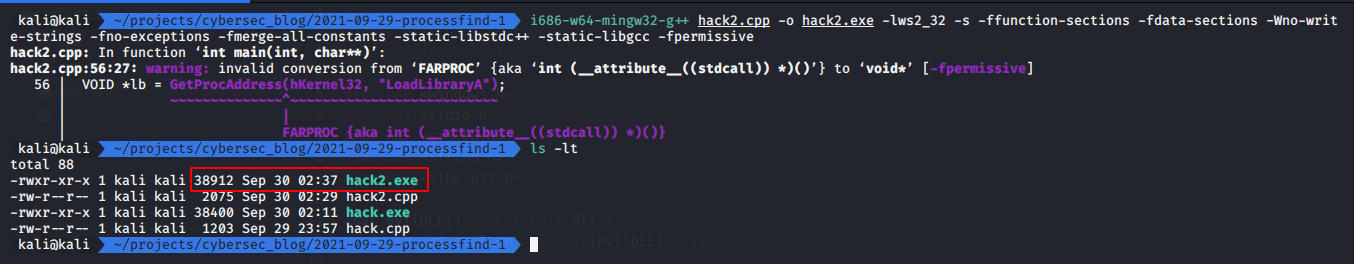 kali@kali ~/projects/cybersec_blog/2021-09-29-processfind-1 i686-w64-mingw32-g++ hack2.cpp -o hack2.exe -lws2_32 -s -ffunction-sections -fdata-sections -Wno-writ
e-strings -fno-exceptions -fmerge-all-constants -static-libstdc++ -static-libgcc -fpermissive
hack2.cpp: In function ‘int main(int, char**)’:
hack2.cpp:56:27: warning: invalid conversion from ‘FARPROC’ {aka ‘int (__attribute__((stdcall)) *)()’} to ‘void*’ [-fpermissive]
56 | VOID *lb = GetProcAddress(hKernel32, "LoadLibraryA");
| ~~~~~~~~~~~~~~^~~~~~~~~~~~~~~~~~~~~~~~~~~
| |
| FARPROC {aka int (__attribute__((stdcall)) *)()}
kali@kali ~/projects/cybersec_blog/2021-09-29-processfind-1 ls -lt
total 88
-rwxr-xr-x 1 kali kali 38912 Sep 30 02:37 hack2.exe
-rw-r--r-- 1 kali kali 2075 Sep 30 02:29 hack2.cpp
-rwxr-xr-x 1 kali kali 38400 Sep 30 02:11 hack.exe
-rw-r--r-- 1 kali kali 1203 Sep 29 23:57 hack.cpp
kali@kali ~/projects/cybersec_blog/2021-09-29-processfind-1